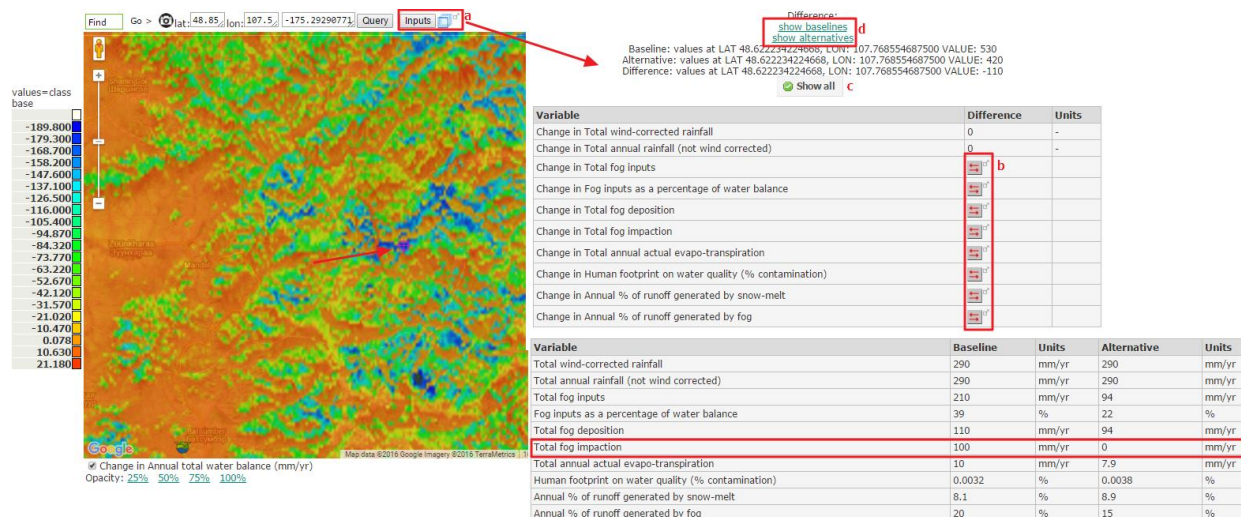 Find Go > lat: 48.85 lon: 107.5 -175.29290771 Query Inputs a
values=class
base
-189.800
-179.300
-168.700
-158.200
-147.600
-137.100
-126.500
-116.000
-105.400
-94.870
-84.320
-73.770
-63.220
-52.670
-42.120
-31.570
-21.020
-10.470
0.078
10.630
21.180
Google
Map data ©2016 Google Imagery ©2016 TerraMetrics
Change in Annual total water balance (mm/yr)
Opacity: 25% 50% 75% 100%
Difference:
show baselines d
show alternatives
Baseline: values at LAT 48.622234224668, LON: 107.768554687500 VALUE: 530
Alternative: values at LAT 48.622234224668, LON: 107.768554687500 VALUE: 420
Difference: values at LAT 48.622234224668, LON: 107.768554687500 VALUE: -110
Show all c
Variable Difference Units
Change in Total wind-corrected rainfall 0 -
Change in Total annual rainfall (not wind corrected) 0 -
Change in Total fog inputs b
Change in Fog inputs as a percentage of water balance
Change in Total fog deposition
Change in Total fog impaction
Change in Total annual actual evapo-transpiration
Change in Human footprint on water quality (% contamination)
Change in Annual % of runoff generated by snow-melt
Change in Annual % of runoff generated by fog
Variable Baseline Units Alternative Units
Total wind-corrected rainfall 290 mm/yr 290 mm/yr
Total annual rainfall (not wind corrected) 290 mm/yr 290 mm/yr
Total fog inputs 210 mm/yr 94 mm/yr
Fog inputs as a percentage of water balance 39 % 22 %
Total fog deposition 110 mm/yr 94 mm/yr
Total fog impaction 100 mm/yr 0 mm/yr
Total annual actual evapo-transpiration 10 mm/yr 7.9 mm/yr
Human footprint on water quality (% contamination) 0.0032 % 0.0038 %
Annual % of runoff generated by snow-melt 8.1 % 8.9 %
Annual % of runoff generated by fog 20 % 15 %